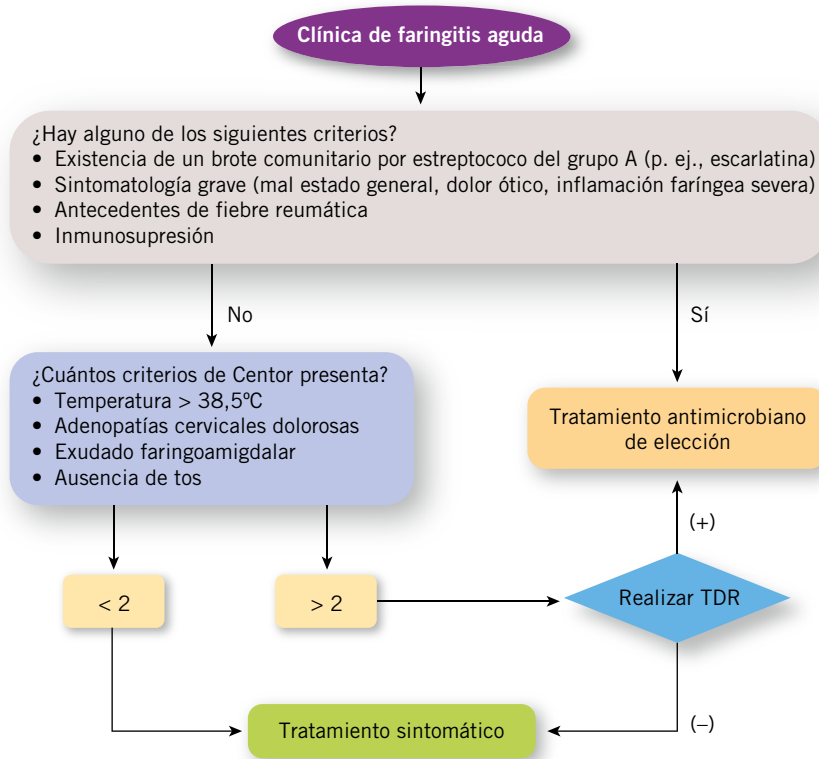 Clínica de faringitis aguda
¿Hay alguno de los siguientes criterios?
• Existencia de un brote comunitario por estreptococo del grupo A (p. ej., escarlatina)
• Sintomatología grave (mal estado general, dolor ótico, inflamación faríngea severa)
• Antecedentes de fiebre reumática
• Inmunosupresión
No
Sí
¿Cuántos criterios de Centor presenta?
• Temperatura > 38,5ºC
• Adenopatías cervicales dolorosas
• Exudado faringoamigdalar
• Ausencia de tos
Tratamiento antimicrobiano
de elección
(+)
< 2
> 2
Realizar TDR
(–)
Tratamiento sintomático